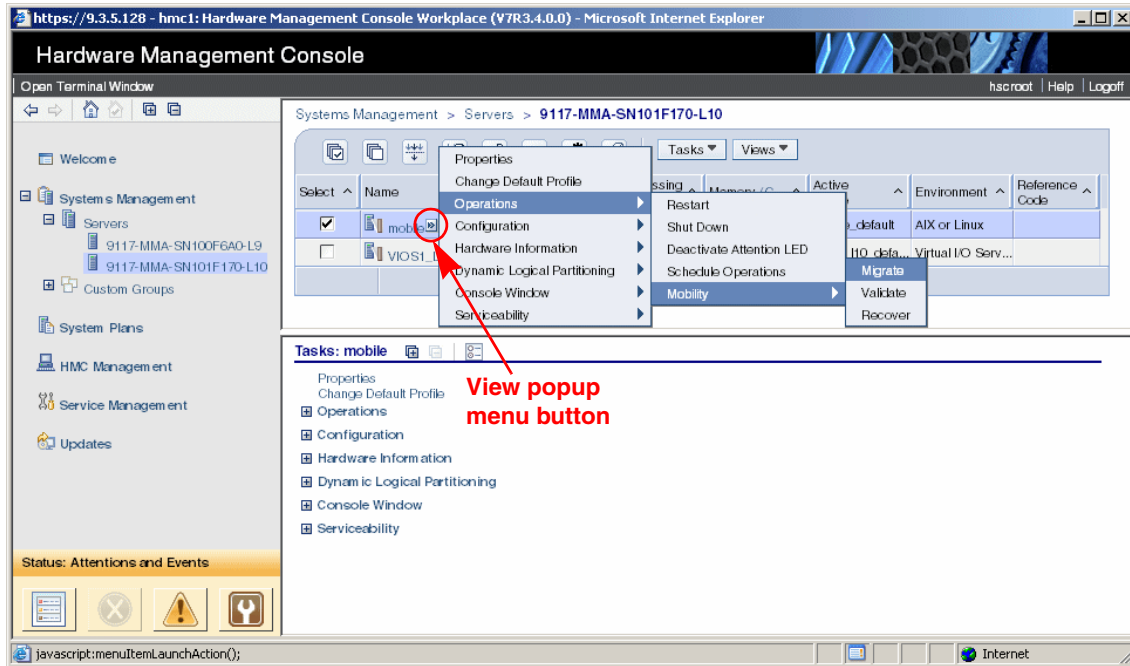 https://9.3.5.128 - hmc1: Hardware Management Console Workplace (V7R3.4.0.0) - Microsoft Internet Explorer
Hardware Management Console
Open Terminal Window
hscroot | Help | Logoff
Systems Management > Servers > 9117-MMA-SN101F170-L10
Welcome
Systems Management
Servers
9117-MMA-SN100F6A0-L9
9117-MMA-SN101F170-L10
Custom Groups
System Plans
HMC Management
Service Management
Updates
Status: Attentions and Events
Tasks Views
Select Name Active Environment Reference Code
mobile _default AIX or Linux
VIOS1_ Virtual I/O Serv...
Properties
Change Default Profile
Operations
Configuration
Hardware Information
Dynamic Logical Partitioning
Console Window
Serviceability
Restart
Shut Down
Deactivate Attention LED
Schedule Operations
Mobility
Migrate
Validate
Recover
Tasks: mobile
Properties
Change Default Profile
Operations
Configuration
Hardware Information
Dynamic Logical Partitioning
Console Window
Serviceability
View popup
menu button
javascript:menuItemLaunchAction();
Internet